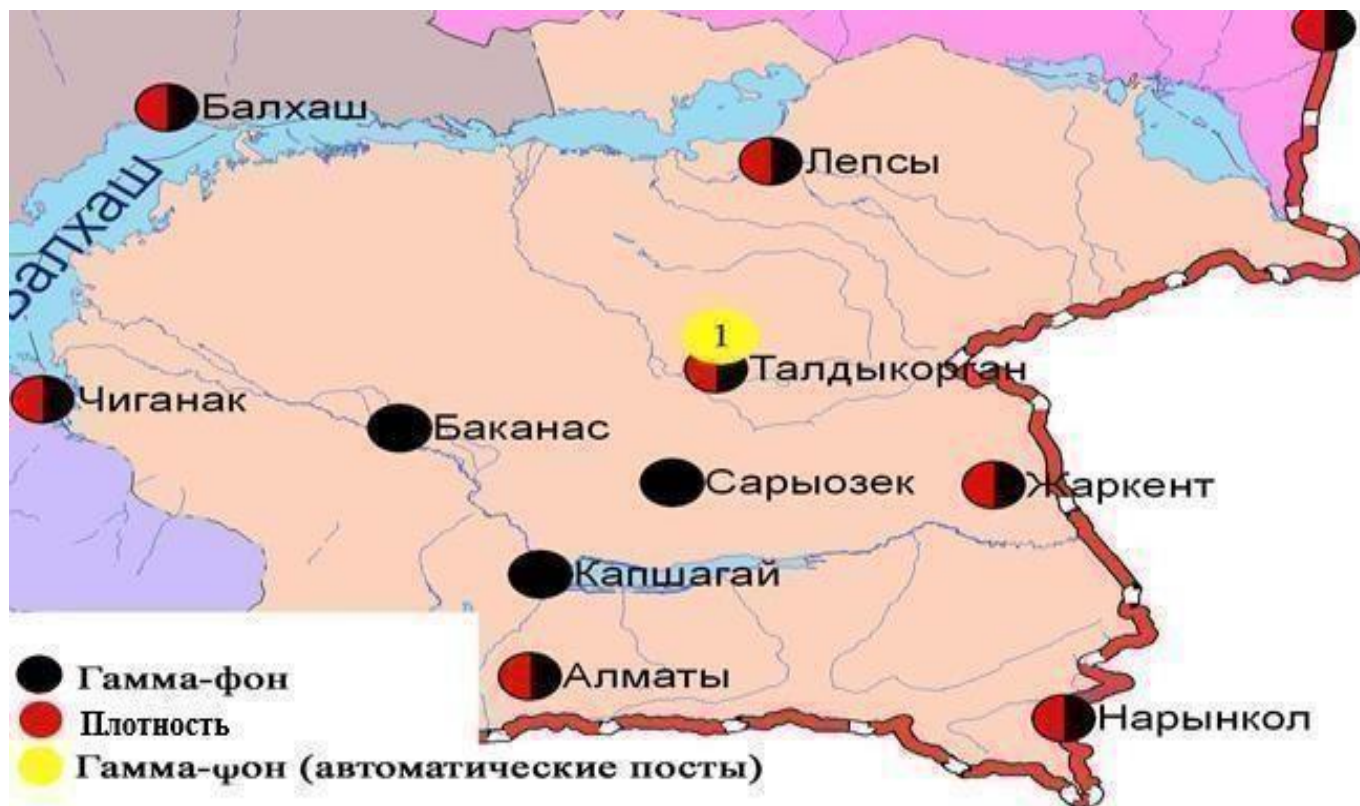 Балхаш
Балхаш
Лепсы
1
Талдыкорган
Чиганак
Баканас
Сарыозек
Жаркент
Капшагай
Алматы
Нарынкол
Гамма-фон
Плотность
Гамма-фон (автоматические посты)